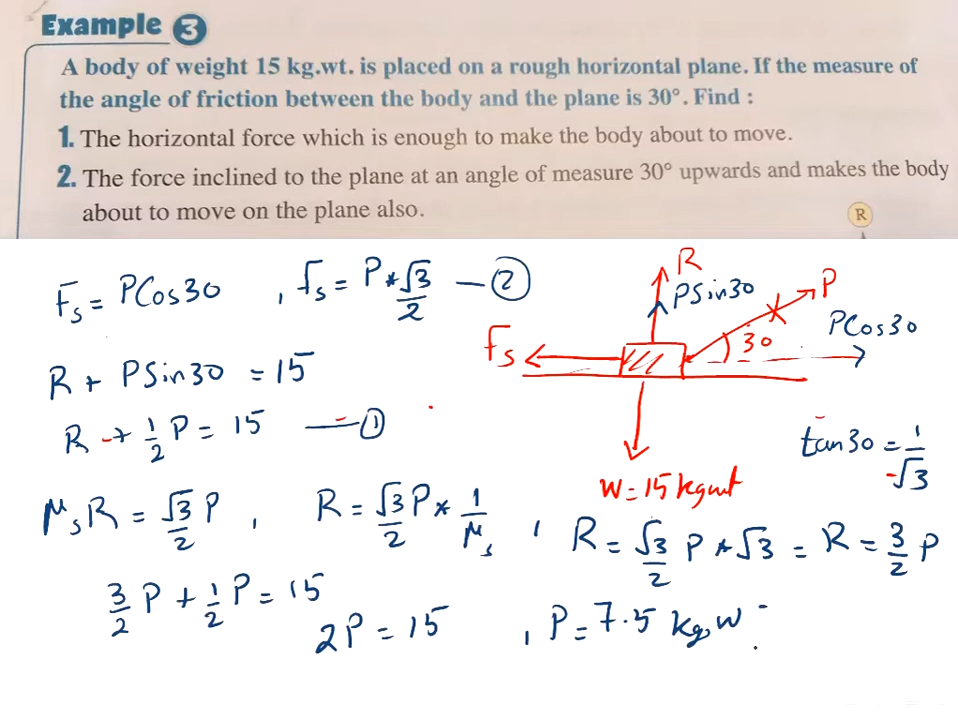 Example 3
A body of weight 15 kg.wt. is placed on a rough horizontal plane. If the measure of
the angle of friction between the body and the plane is 30°. Find :
1. The horizontal force which is enough to make the body about to move.
2. The force inclined to the plane at an angle of measure 30° upwards and makes the body
about to move on the plane also.
R
Fs = PCos30 , fs = P*√3/2 — ②
R
PSin30
P
PCos30
fs
30
R + PSin30 = 15
R + 1/2 P = 15 — ①
tan30 = 1/√3
W = 15 kgwt
μs R = √3/2 P , R = √3/2 P * 1/μs , R = √3/2 P * √3 = R = 3/2 P
3/2 P + 1/2 P = 15
2P = 15 , P = 7.5 kg.w